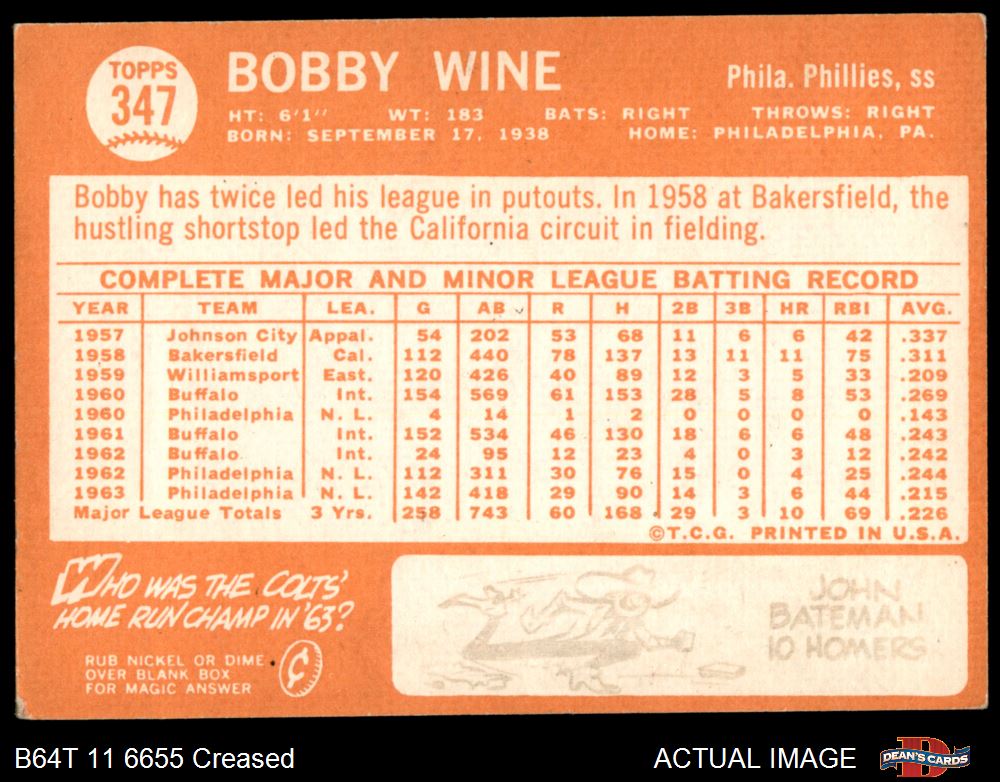 TOPPS
347
BOBBY WINE
Phila. Phillies, ss
HT: 6'1" WT: 183 BATS: RIGHT THROWS: RIGHT
BORN: SEPTEMBER 17, 1938 HOME: PHILADELPHIA, PA.
Bobby has twice led his league in putouts. In 1958 at Bakersfield, the
hustling shortstop led the California circuit in fielding.
COMPLETE MAJOR AND MINOR LEAGUE BATTING RECORD
YEAR TEAM LEA. G AB R H 2B 3B HR RBI AVG.
1957 Johnson City Appal. 54 202 53 68 11 6 6 42 .337
1958 Bakersfield Cal. 112 440 78 137 13 11 11 75 .311
1959 Williamsport East. 120 426 40 89 12 3 5 33 .209
1960 Buffalo Int. 154 569 61 153 28 5 8 53 .269
1960 Philadelphia N. L. 4 14 1 2 0 0 0 0 .143
1961 Buffalo Int. 152 534 46 130 18 6 6 48 .243
1962 Buffalo Int. 24 95 12 23 4 0 3 12 .242
1962 Philadelphia N. L. 112 311 30 76 15 0 4 25 .244
1963 Philadelphia N. L. 142 418 29 90 14 3 6 44 .215
Major League Totals 3 Yrs. 258 743 60 168 29 3 10 69 .226
©T.C.G. PRINTED IN U.S.A.
WHO WAS THE COLTS'
HOME RUN CHAMP IN '63?
RUB NICKEL OR DIME
OVER BLANK BOX
FOR MAGIC ANSWER
JOHN
BATEMAN
10 HOMERS
B64T 11 6655 Creased
ACTUAL IMAGE
DEAN'S CARDS